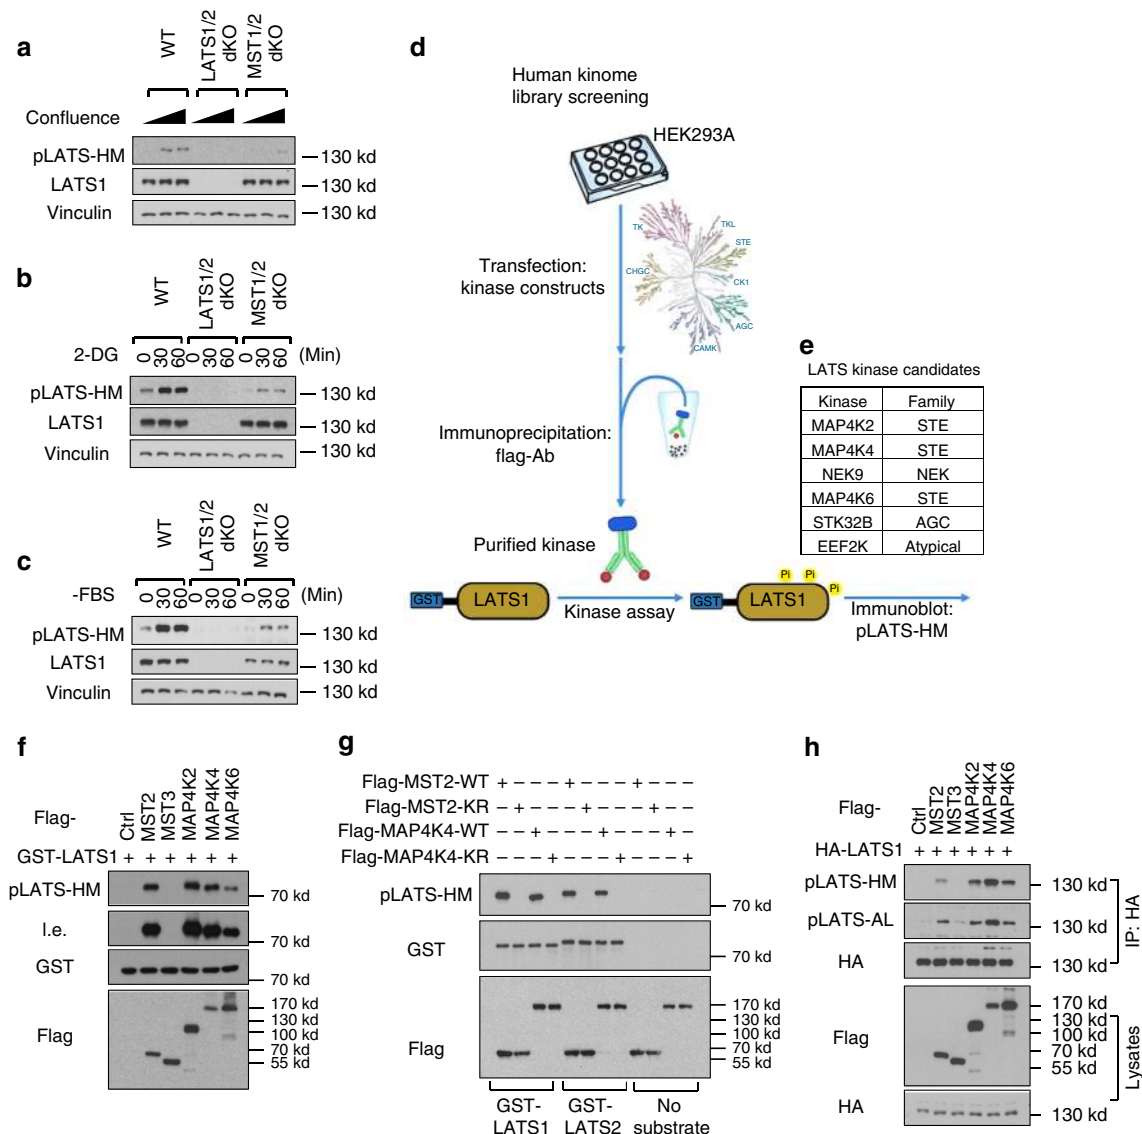 a
WT
LATS1/2 dKO
MST1/2 dKO
Confluence
pLATS-HM
130 kd
LATS1
130 kd
Vinculin
130 kd
b
WT
LATS1/2 dKO
MST1/2 dKO
2-DG 0 30 60 0 30 60 0 30 60 (Min)
pLATS-HM
130 kd
LATS1
130 kd
Vinculin
130 kd
c
WT
LATS1/2 dKO
MST1/2 dKO
-FBS 0 30 60 0 30 60 0 30 60 (Min)
pLATS-HM
130 kd
LATS1
130 kd
Vinculin
130 kd
d
Human kinome
library screening
HEK293A
Transfection:
kinase constructs
TK
TKL
STE
CHGC
CK1
AGC
CAMK
Immunoprecipitation:
flag-Ab
Purified kinase
GST LATS1
Kinase assay
GST LATS1
Pi Pi Pi
Immunoblot:
pLATS-HM
e
LATS kinase candidates
Kinase Family
MAP4K2 STE
MAP4K4 STE
NEK9 NEK
MAP4K6 STE
STK32B AGC
EEF2K Atypical
f
Flag- Ctrl MST2 MST3 MAP4K2 MAP4K4 MAP4K6
GST-LATS1 + + + + + +
pLATS-HM
70 kd
l.e.
70 kd
GST
70 kd
Flag
170 kd
130 kd
100 kd
70 kd
55 kd
g
Flag-MST2-WT + − − − + − − − + − − −
Flag-MST2-KR − + − − − + − − − + − −
Flag-MAP4K4-WT − − + − − − + − − − + −
Flag-MAP4K4-KR − − − + − − − + − − − +
pLATS-HM
70 kd
GST
70 kd
Flag
170 kd
130 kd
100 kd
70 kd
55 kd
GST-LATS1
GST-LATS2
No substrate
h
Flag- Ctrl MST2 MST3 MAP4K2 MAP4K4 MAP4K6
HA-LATS1 + + + + + +
pLATS-HM
130 kd
pLATS-AL
130 kd
HA
130 kd
IP: HA
Flag
170 kd
130 kd
100 kd
70 kd
55 kd
HA
130 kd
Lysates